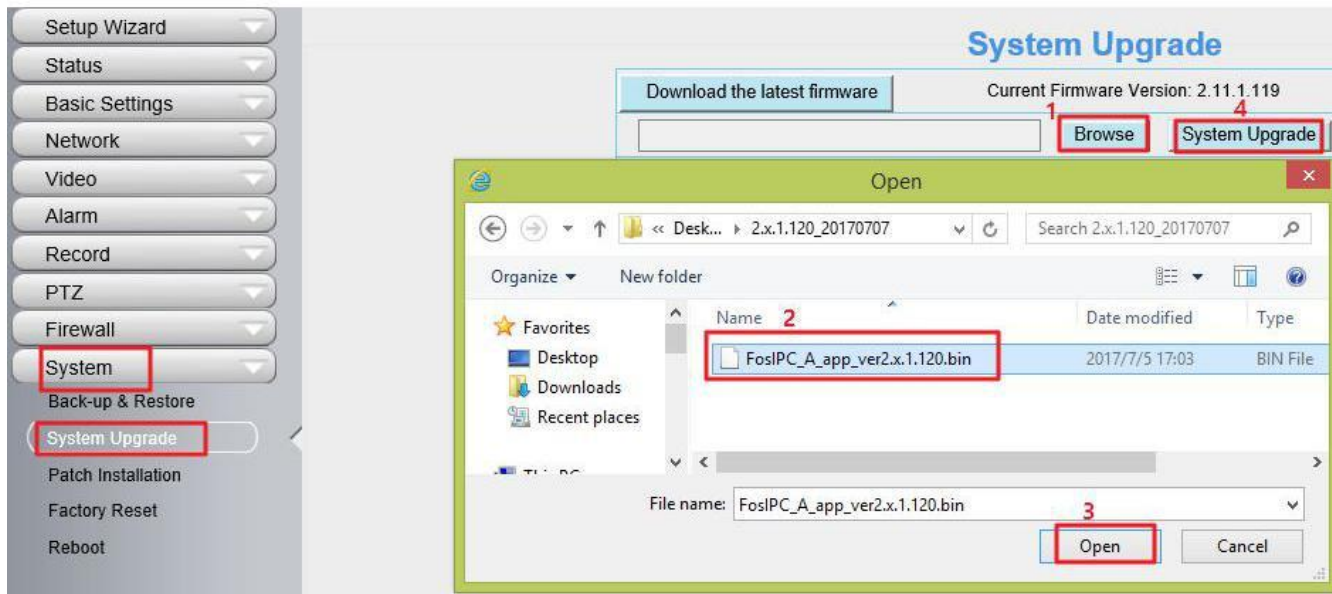 Setup Wizard
Status
Basic Settings
Network
Video
Alarm
Record
PTZ
Firewall
System
Back-up & Restore
System Upgrade
Patch Installation
Factory Reset
Reboot
System Upgrade
Download the latest firmware Current Firmware Version: 2.11.1.119
1 4
Browse System Upgrade
Open
« Desk... 2.x.1.120_20170707 Search 2.x.1.120_20170707
Organize New folder
Favorites
Desktop
Downloads
Recent places
Name 2 Date modified Type
FosIPC_A_app_ver2.x.1.120.bin 2017/7/5 17:03 BIN File
File name: FosIPC_A_app_ver2.x.1.120.bin
3
Open Cancel